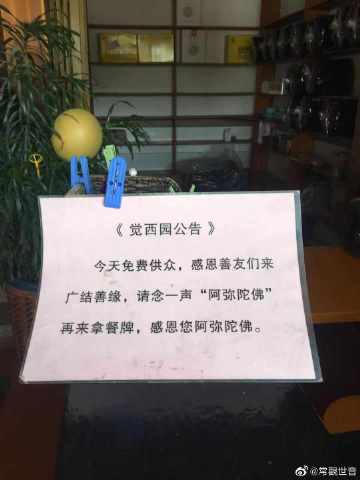 《觉西园公告》
今天免费供众，感恩善友们来
广结善缘，请念一声“阿弥陀佛”
再来拿餐牌，感恩您阿弥陀佛。
@常觀世音